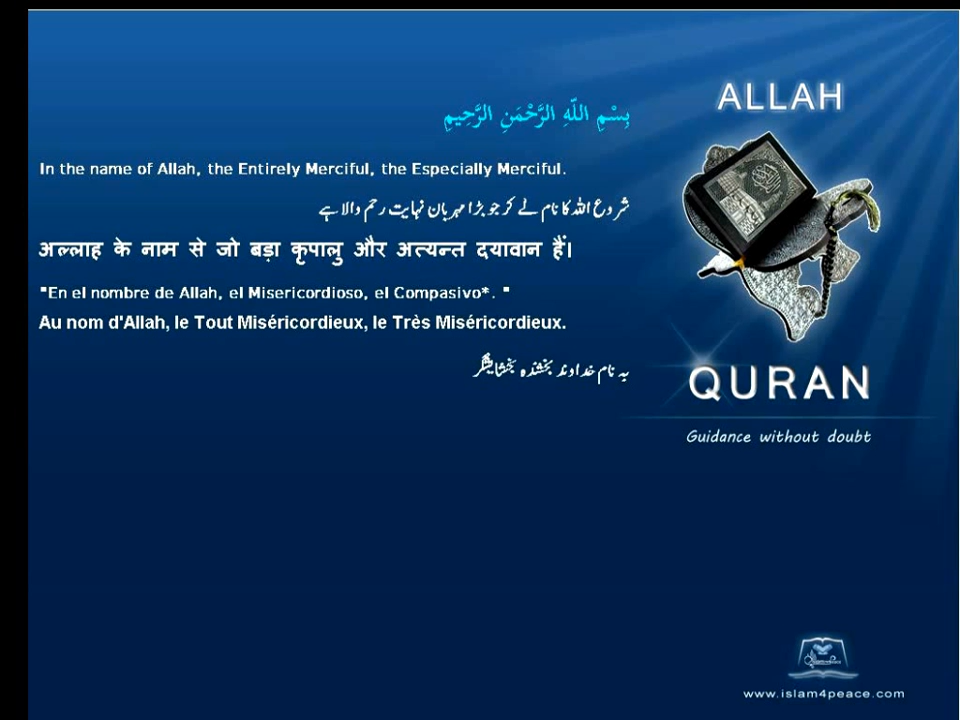 بِسْمِ اللّهِ الرَّحْمَنِ الرَّحِيمِ
In the name of Allah, the Entirely Merciful, the Especially Merciful.
شروع اللہ کا نام لے کر جو بڑا مہربان نہایت رحم والا ہے
अल्लाह के नाम से जो बड़ा कृपालु और अत्यन्त दयावान हैं।
"En el nombre de Allah, el Misericordioso, el Compasivo*. "
Au nom d'Allah, le Tout Miséricordieux, le Très Miséricordieux.
به نام خداوند بخشنده بخشایشگر
ALLAH
QURAN
Guidance without doubt
www.islam4peace.com